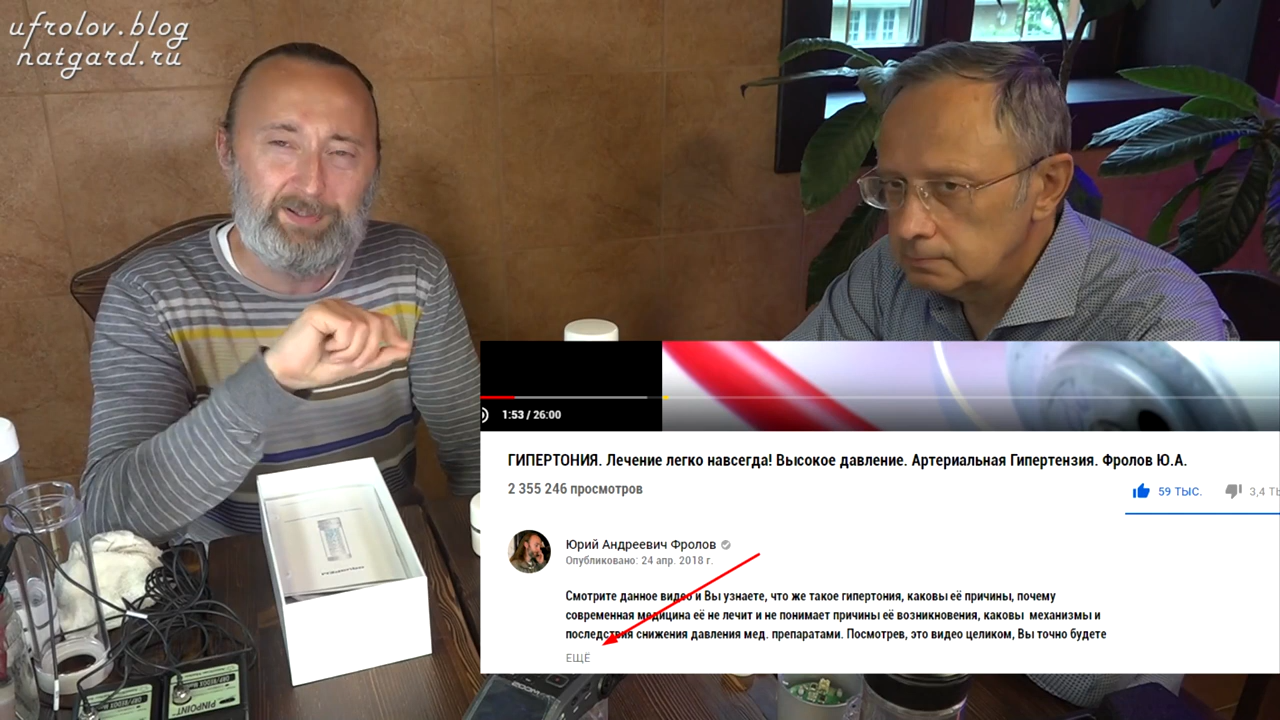 ufrolov.blog
natgard.ru
1:53 / 26:00
ГИПЕРТОНИЯ. Лечение легко навсегда! Высокое давление. Артериальная Гипертензия. Фролов Ю.А.
2 355 246 просмотров
59 ТЫС.
3,4 ТЫ
Юрий Андреевич Фролов
Опубликовано: 24 апр. 2018 г.
Смотрите данное видео и Вы узнаете, что же такое гипертония, каковы её причины, почему
современная медицина её не лечит и не понимает причины её возникновения, каковы механизмы и
последствия снижения давления мед. препаратами. Посмотрев, это видео целиком, Вы точно будете
ЕЩЁ
PINPOINT
ZOOM